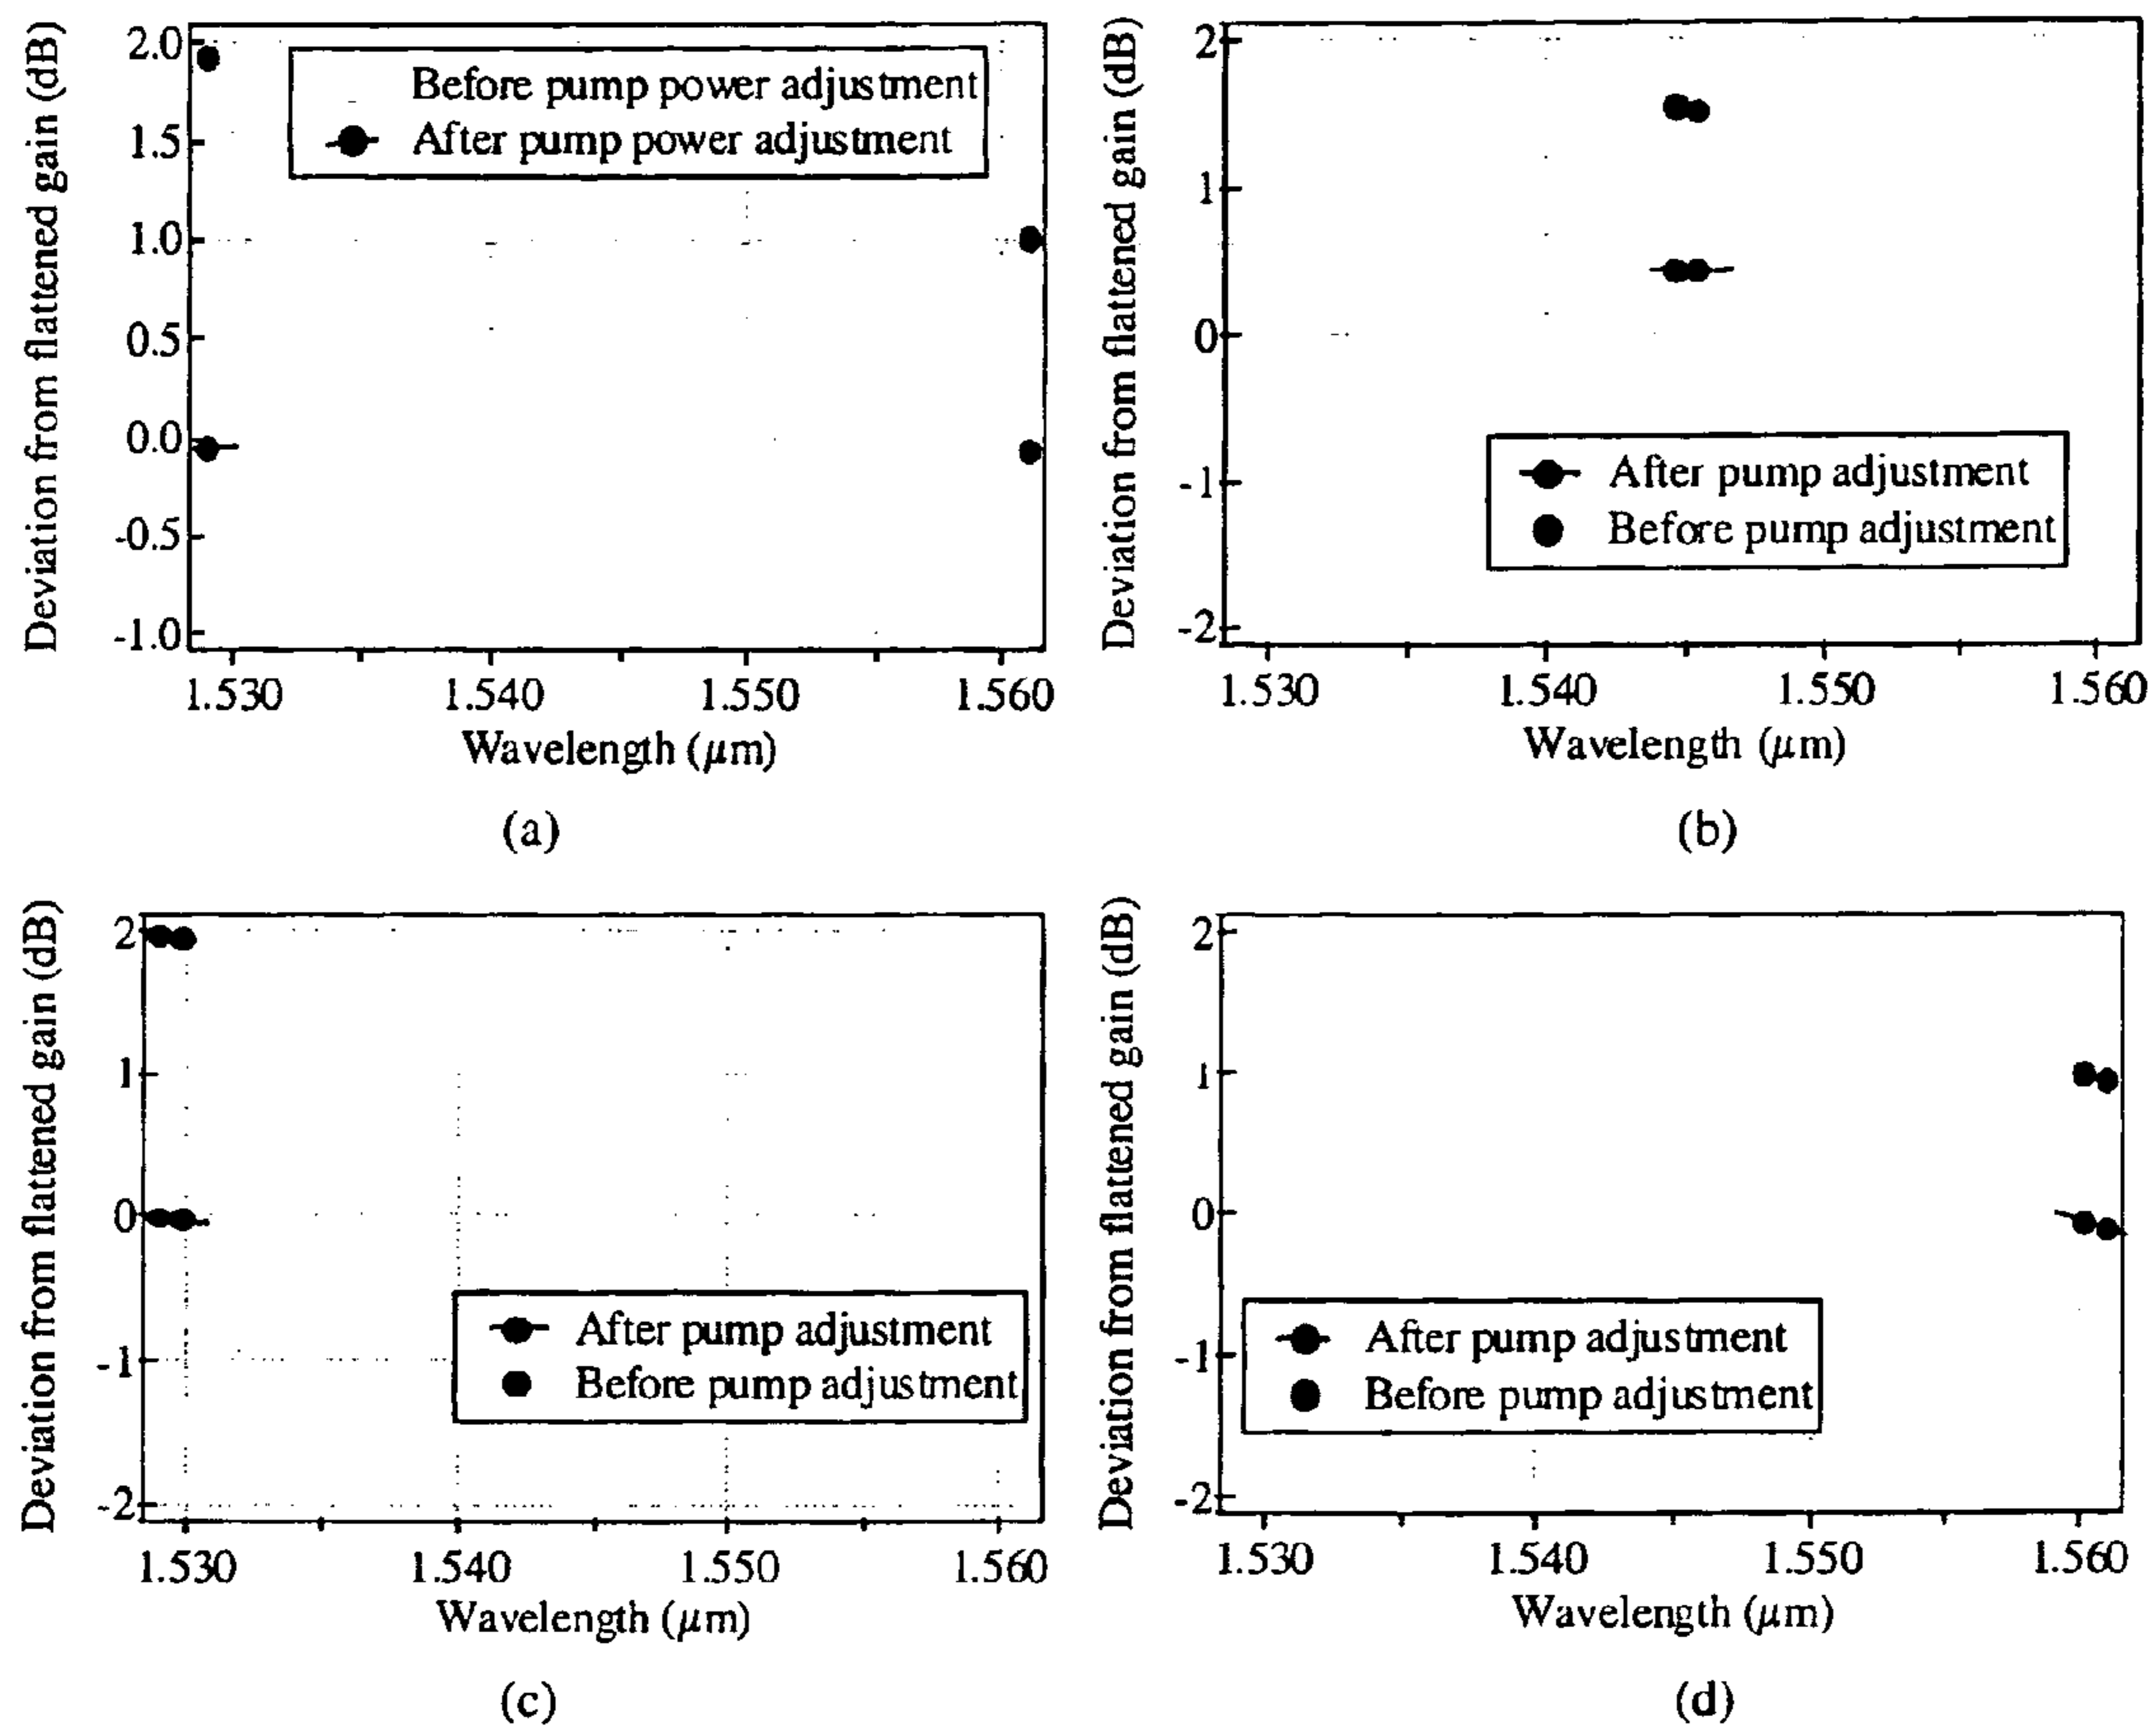 Deviation from flattened gain (dB)
2.0
1.5
1.0
0.5
0.0
-0.5
-1.0
Before pump power adjustment
After pump power adjustment
1.530 1.540 1.550 1.560
Wavelength (μm)
(a)
Deviation from flattened gain (dB)
2
1
0
-1
-2
After pump adjustment
Before pump adjustment
1.530 1.540 1.550 1.560
Wavelength (μm)
(b)
Deviation from flattened gain (dB)
2
1
0
-1
-2
After pump adjustment
Before pump adjustment
1.530 1.540 1.550 1.560
Wavelength (μm)
(c)
Deviation from flattened gain (dB)
2
1
0
-1
-2
After pump adjustment
Before pump adjustment
1.530 1.540 1.550 1.560
Wavelength (μm)
(d)